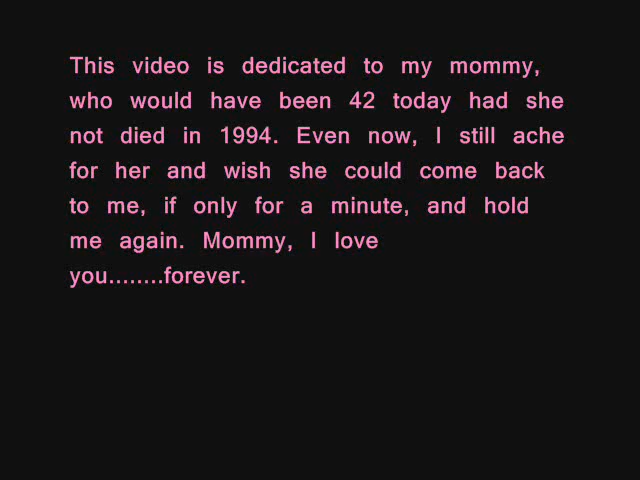 This video is dedicated to my mommy,
who would have been 42 today had she
not died in 1994. Even now, I still ache
for her and wish she could come back
to me, if only for a minute, and hold
me again. Mommy, I love
you........forever.